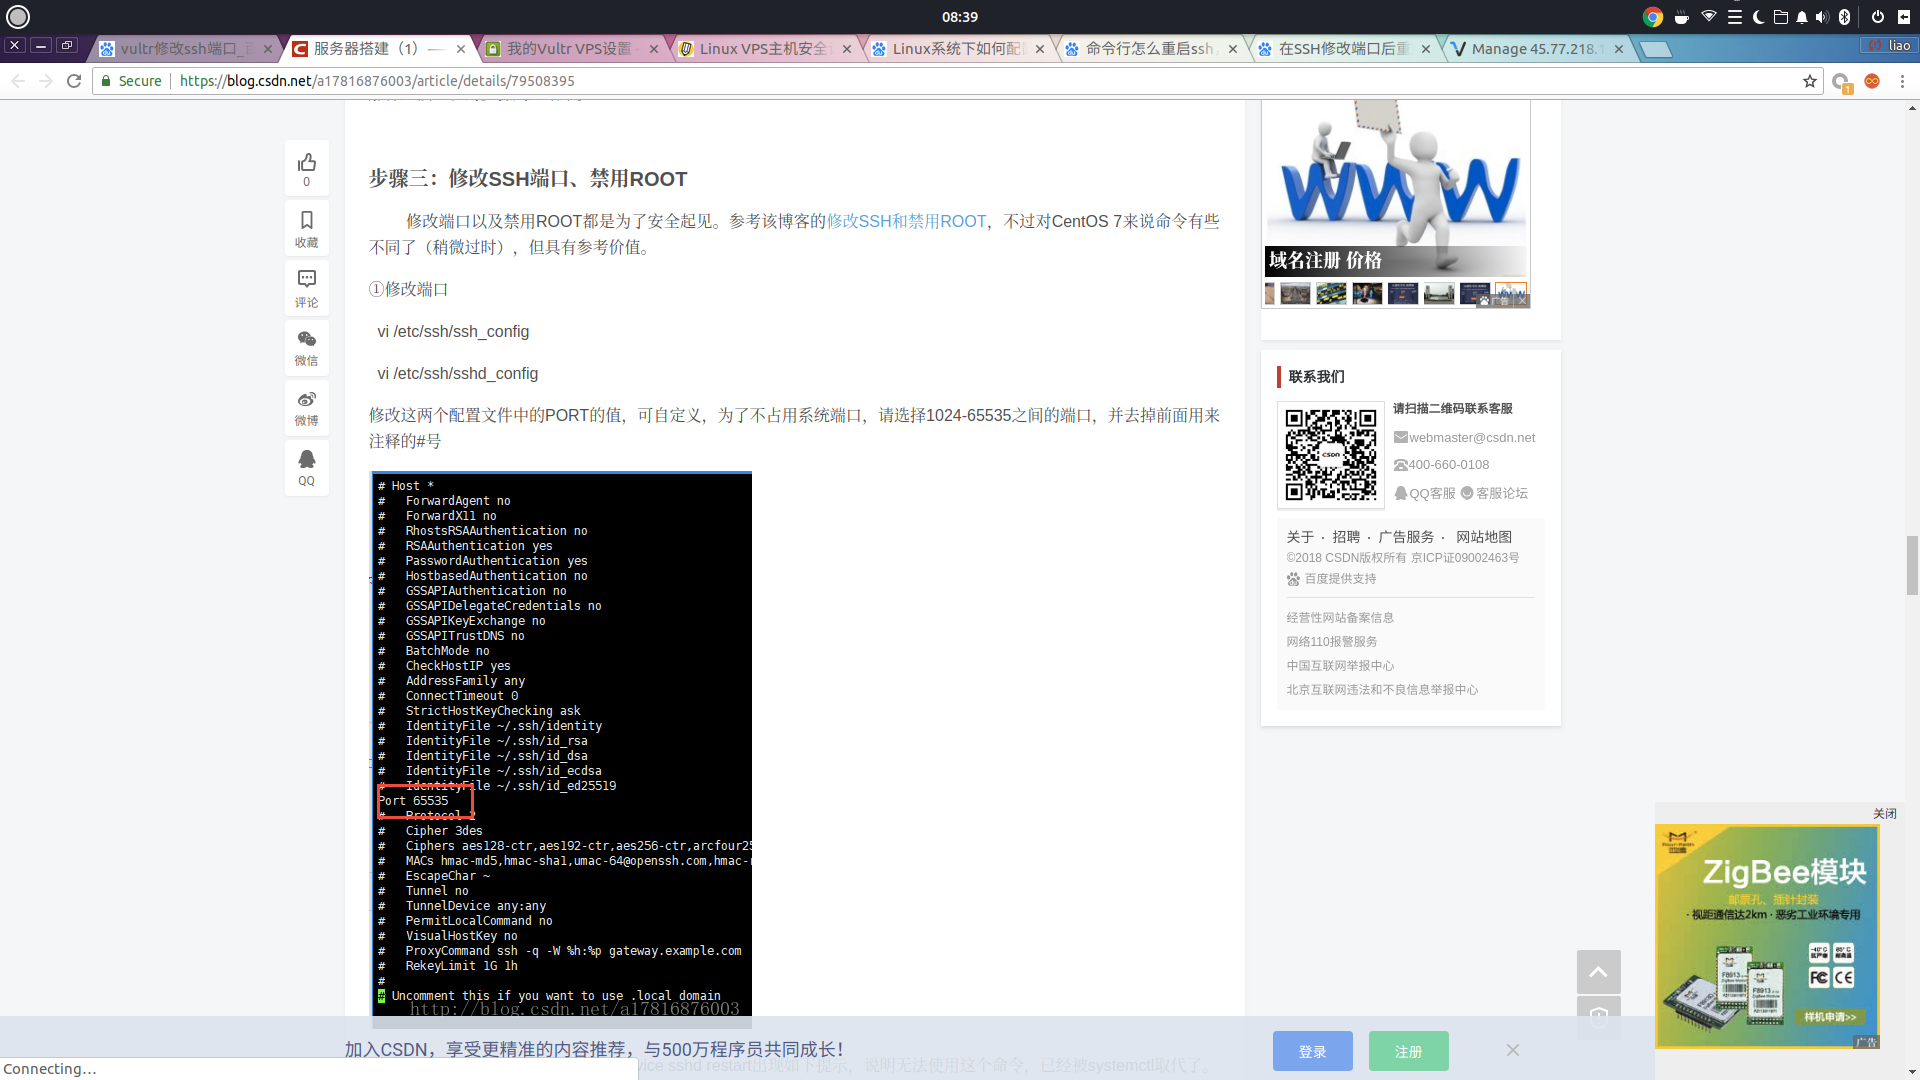 08:39
vultr修改ssh端口_百
服务器搭建（1）——
我的Vultr VPS设置 -
Linux VPS主机安全
Linux系统下如何配
命令行怎么重启ssh
在SSH修改端口后重
Manage 45.77.218.1
liao
Secure
https://blog.csdn.net/a17816876003/article/details/79508395
1
0
收藏
评论
微信
微博
QQ
步骤三：修改SSH端口、禁用ROOT
修改端口以及禁用ROOT都是为了安全起见。参考该博客的修改SSH和禁用ROOT，不过对CentOS 7来说命令有些
不同了（稍微过时），但具有参考价值。
①修改端口
vi /etc/ssh/ssh_config
vi /etc/ssh/sshd_config
修改这两个配置文件中的PORT的值，可自定义，为了不占用系统端口，请选择1024-65535之间的端口，并去掉前面用来
注释的#号
# Host *
#   ForwardAgent no
#   ForwardX11 no
#   RhostsRSAAuthentication no
#   RSAAuthentication yes
#   PasswordAuthentication yes
#   HostbasedAuthentication no
#   GSSAPIAuthentication no
#   GSSAPIDelegateCredentials no
#   GSSAPIKeyExchange no
#   GSSAPITrustDNS no
#   BatchMode no
#   CheckHostIP yes
#   AddressFamily any
#   ConnectTimeout 0
#   StrictHostKeyChecking ask
#   IdentityFile ~/.ssh/identity
#   IdentityFile ~/.ssh/id_rsa
#   IdentityFile ~/.ssh/id_dsa
#   IdentityFile ~/.ssh/id_ecdsa
#   IdentityFile ~/.ssh/id_ed25519
Port 65535
#   Protocol 2
#   Cipher 3des
#   Ciphers aes128-ctr,aes192-ctr,aes256-ctr,arcfour25
#   MACs hmac-md5,hmac-sha1,umac-64@openssh.com,hmac-r
#   EscapeChar ~
#   Tunnel no
#   TunnelDevice any:any
#   PermitLocalCommand no
#   VisualHostKey no
#   ProxyCommand ssh -q -W %h:%p gateway.example.com
#   RekeyLimit 1G 1h
#
# Uncomment this if you want to use .local domain
http://blog.csdn.net/a17816876003
WWW
域名注册 价格
广告
联系我们
CSDN
请扫描二维码联系客服
webmaster@csdn.net
400-660-0108
QQ客服 客服论坛
关于 · 招聘 · 广告服务 · 网站地图
©2018 CSDN版权所有 京ICP证09002463号
百度提供支持
经营性网站备案信息
网络110报警服务
中国互联网举报中心
北京互联网违法和不良信息举报中心
关闭
ZigBee模块
邮票孔、插针封装
·视距通信达2km·恶劣工业环境专用
-40°C
85°C
FC CE
F8913
F8913
样机申请>>
广告
加入CSDN，享受更精准的内容推荐，与500万程序员共同成长！
登录
注册
vice sshd restart出现如下提示，说明无法使用这个命令，已经被systemctl取代了。
Connecting…